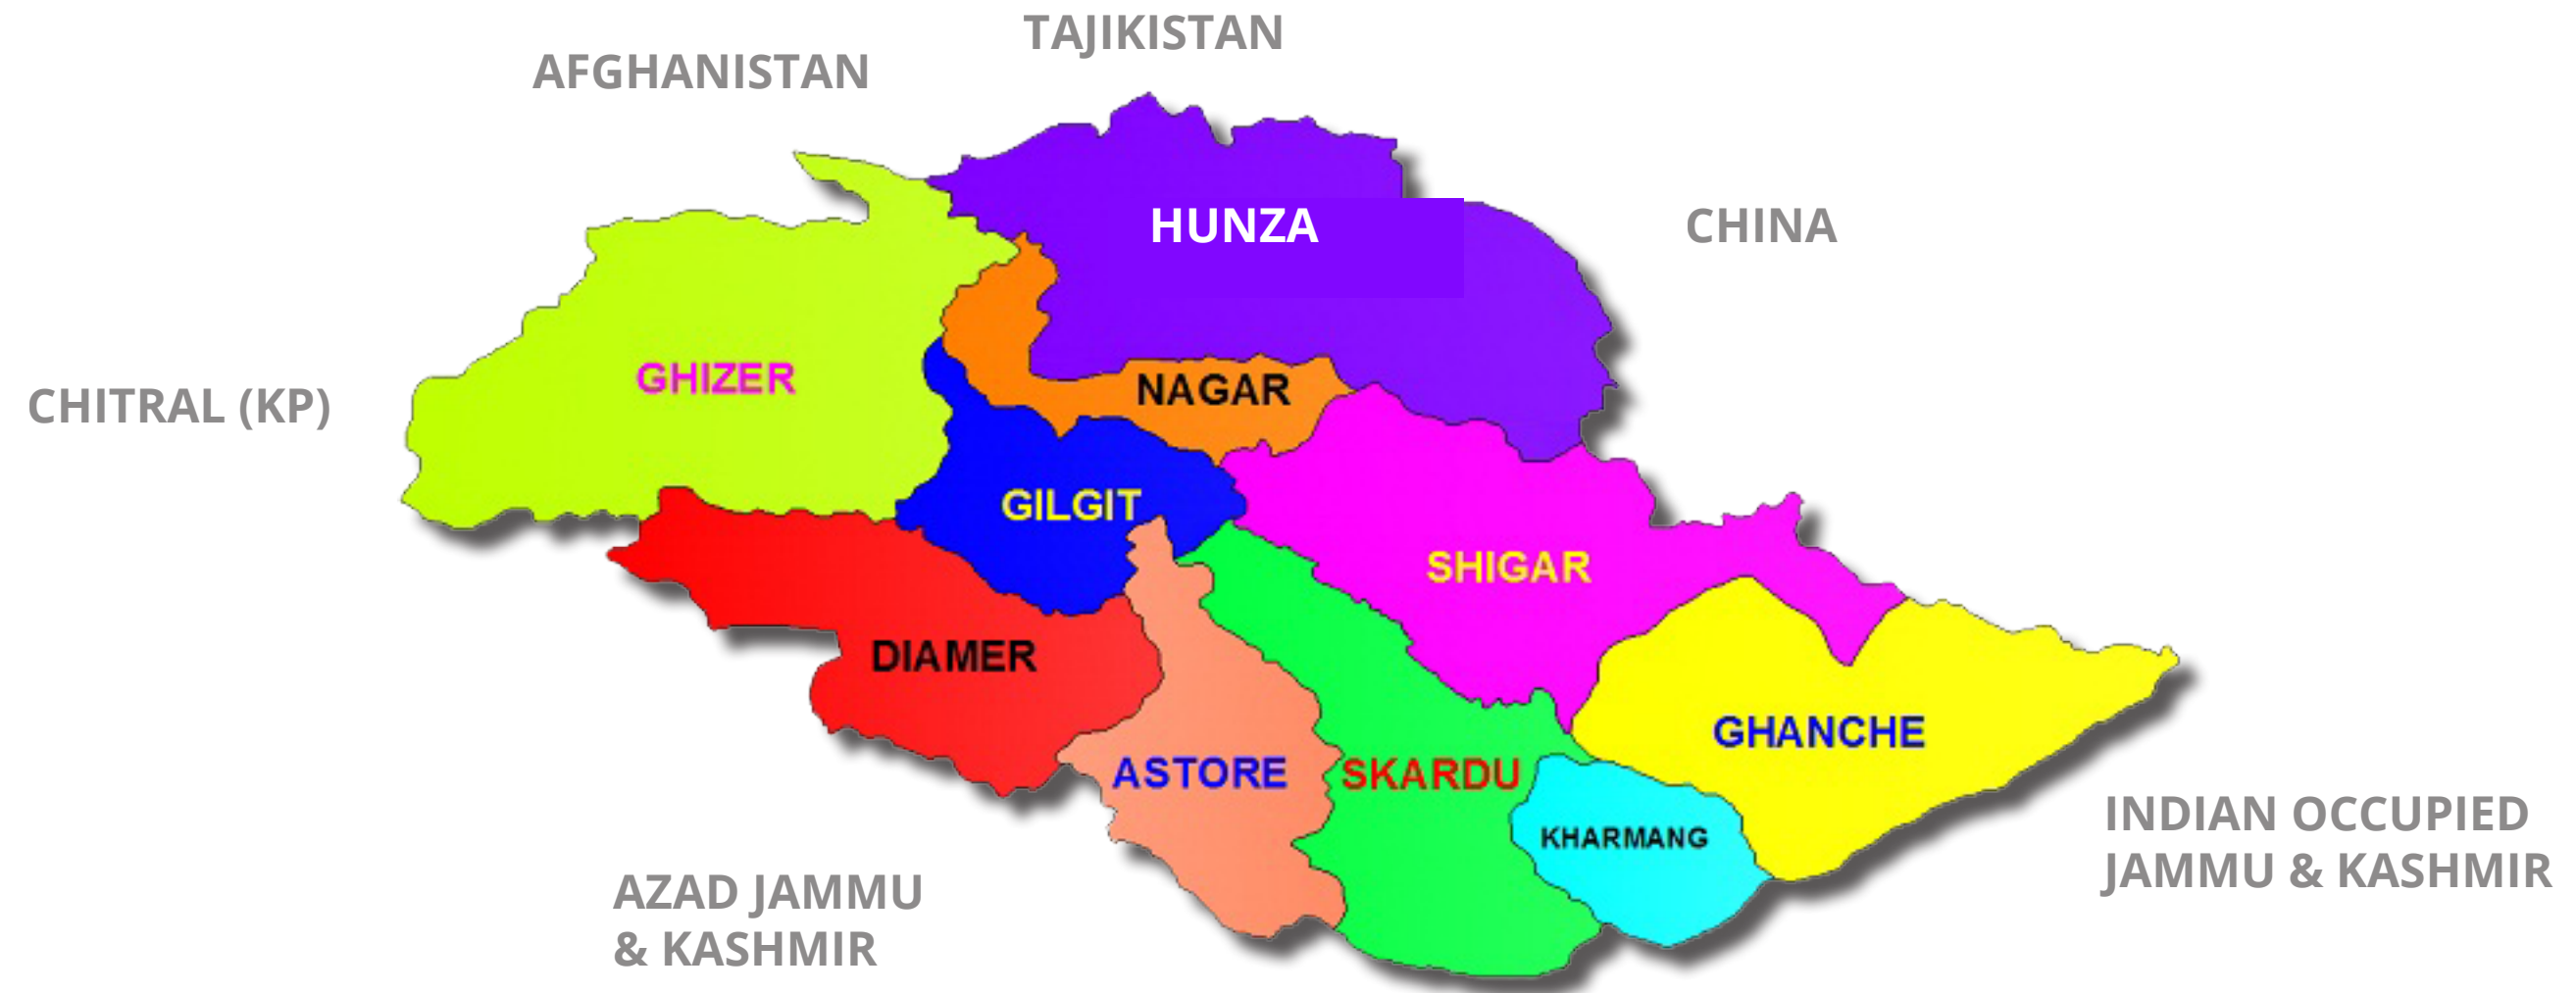 TAJIKISTAN
AFGHANISTAN
HUNZA
CHINA
GHIZER
NAGAR
CHITRAL (KP)
GILGIT
SHIGAR
DIAMER
GHANCHE
ASTORE
SKARDU
KHARMANG
INDIAN OCCUPIED
JAMMU & KASHMIR
AZAD JAMMU
& KASHMIR